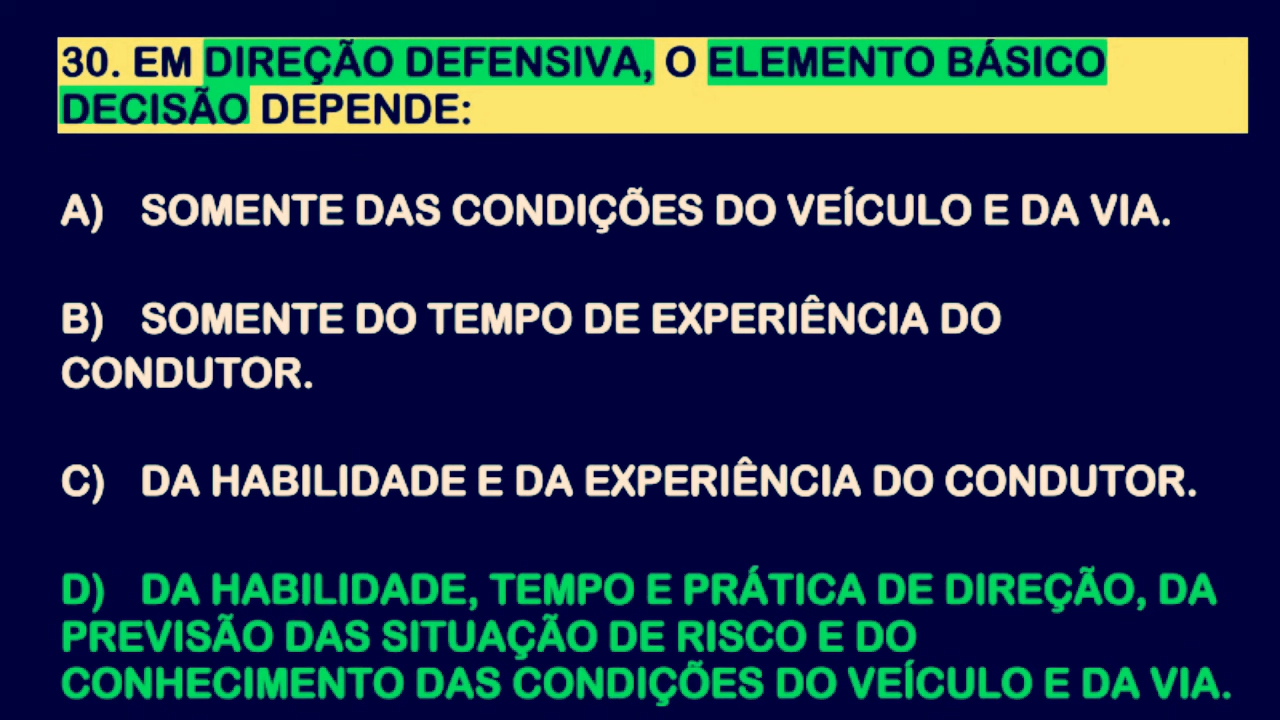 30. EM DIREÇÃO DEFENSIVA, O ELEMENTO BÁSICO
DECISÃO DEPENDE:
A) SOMENTE DAS CONDIÇÕES DO VEÍCULO E DA VIA.
B) SOMENTE DO TEMPO DE EXPERIÊNCIA DO
CONDUTOR.
C) DA HABILIDADE E DA EXPERIÊNCIA DO CONDUTOR.
D) DA HABILIDADE, TEMPO E PRÁTICA DE DIREÇÃO, DA
PREVISÃO DAS SITUAÇÃO DE RISCO E DO
CONHECIMENTO DAS CONDIÇÕES DO VEÍCULO E DA VIA.